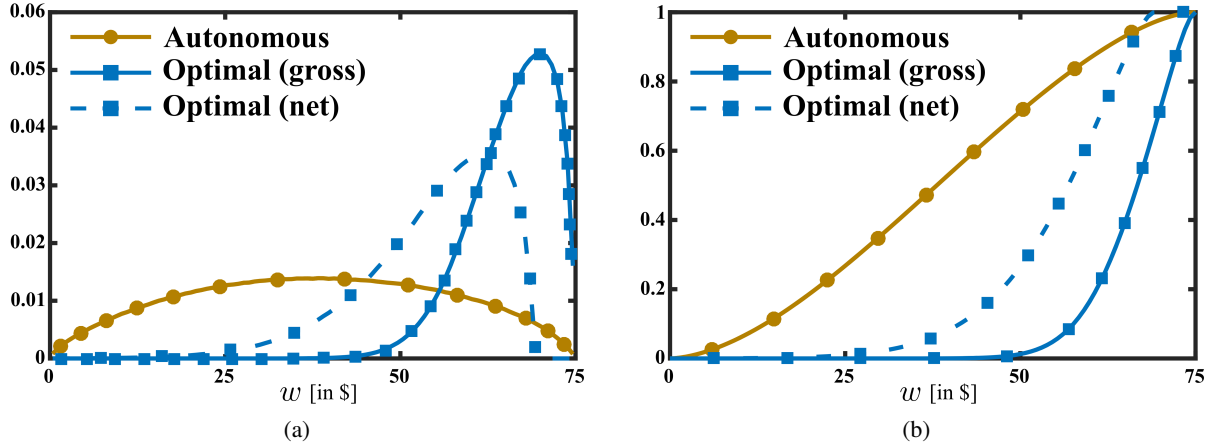 0.06
0.05
0.04
0.03
0.02
0.01
0
Autonomous
Optimal (gross)
Optimal (net)
0 25 50 75
w [in $]
(a)
1
0.8
0.6
0.4
0.2
0
Autonomous
Optimal (gross)
Optimal (net)
0 25 50 75
w [in $]
(b)